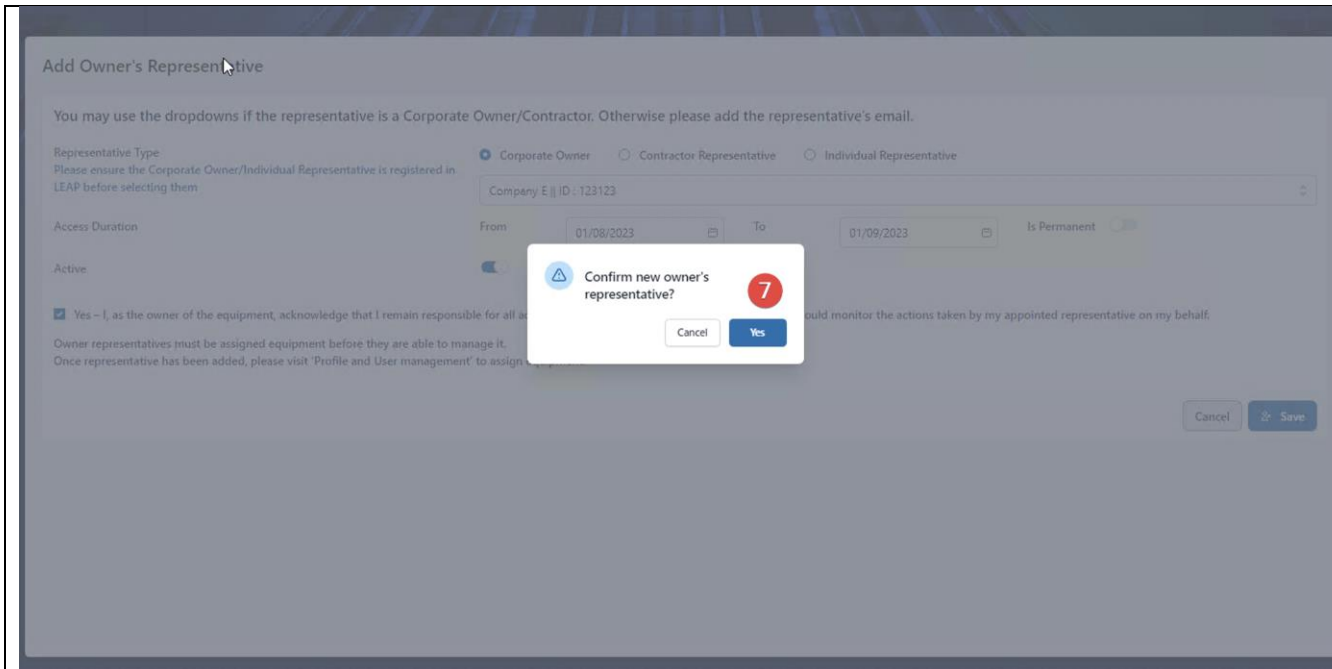 Add Owner's Representative
You may use the dropdowns if the representative is a Corporate Owner/Contractor. Otherwise please add the representative's email.
Representative Type
Please ensure the Corporate Owner/Individual Representative is registered in
LEAP before selecting them
Corporate Owner Contractor Representative Individual Representative
Company E || ID : 123123
Access Duration From 01/08/2023 To 01/09/2023 Is Permanent
Active
Confirm new owner's
representative?
7
Cancel Yes
Yes – I, as the owner of the equipment, acknowledge that I remain responsible for all ould monitor the actions taken by my appointed representative on my behalf.
Owner representatives must be assigned equipment before they are able to manage it.
Once representative has been added, please visit 'Profile and User management' to assign
Cancel Save